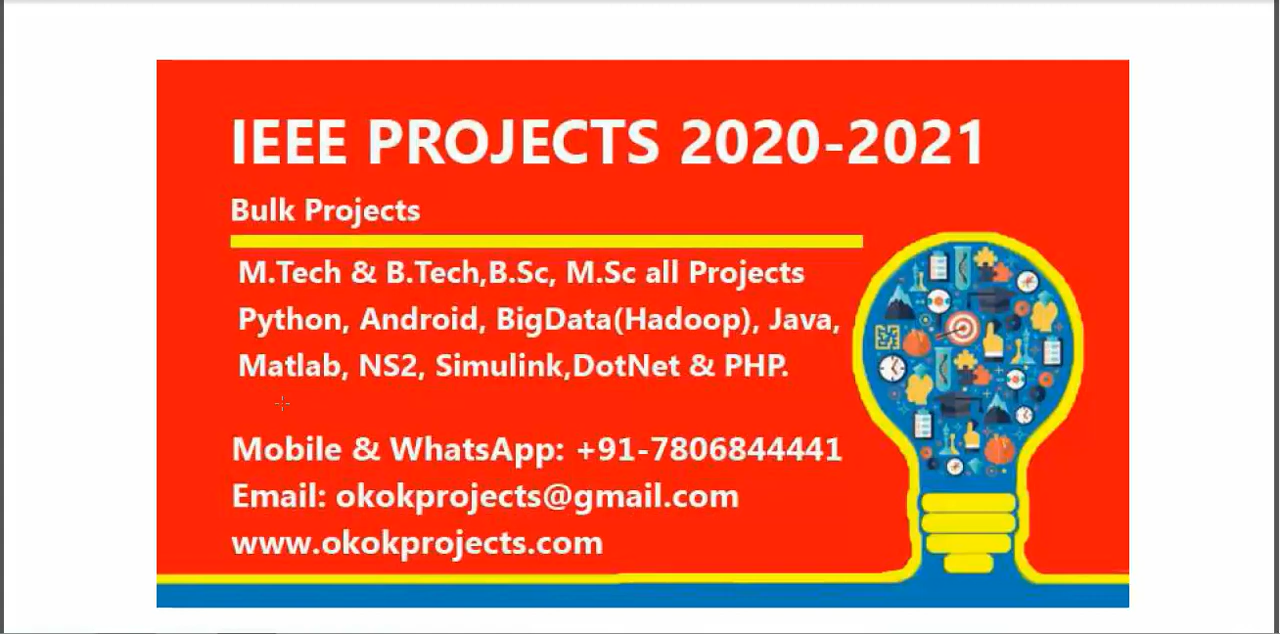 IEEE PROJECTS 2020-2021
Bulk Projects
M.Tech & B.Tech,B.Sc, M.Sc all Projects
Python, Android, BigData(Hadoop), Java,
Matlab, NS2, Simulink,DotNet & PHP.
Mobile & WhatsApp: +91-7806844441
Email: okokprojects@gmail.com
www.okokprojects.com